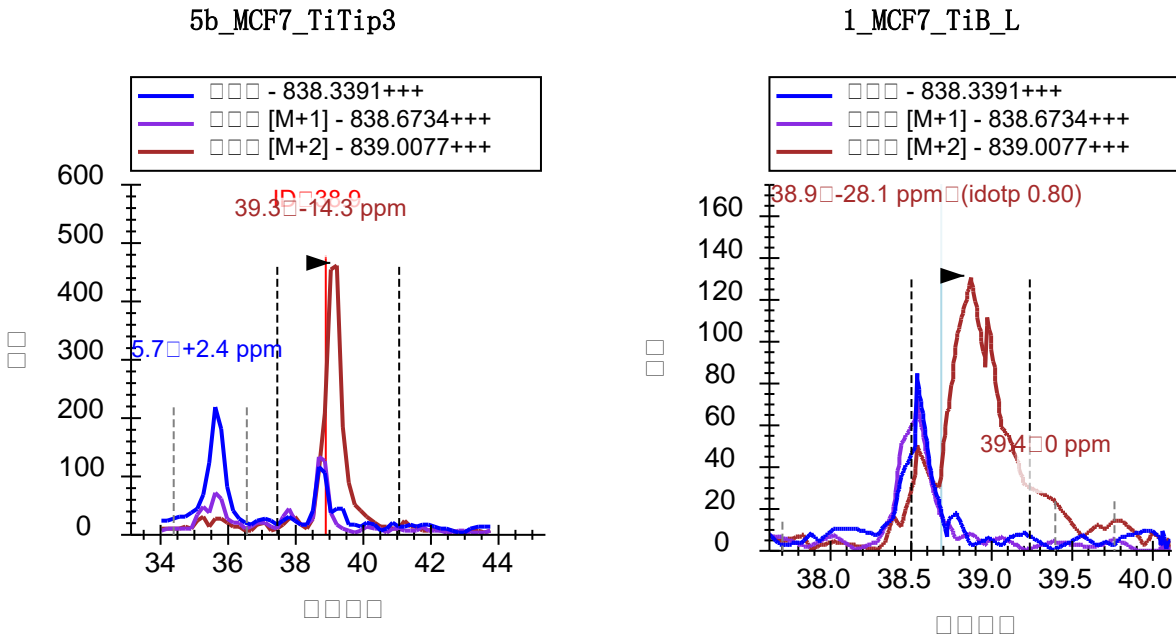 5b_MCF7_TiTip3
□□□ - 838.3391+++
□□□ [M+1] - 838.6734+++
□□□ [M+2] - 839.0077+++
600
500
400
300
200
100
0
ID□38.9
39.3□-14.3 ppm
5.7□+2.4 ppm
□□
34 36 38 40 42 44
□□□□
1_MCF7_TiB_L
□□□ - 838.3391+++
□□□ [M+1] - 838.6734+++
□□□ [M+2] - 839.0077+++
160
140
120
100
80
60
40
20
0
38.9□-28.1 ppm□(idotp 0.80)
39.4□0 ppm
□□
38.0 38.5 39.0 39.5 40.0
□□□□